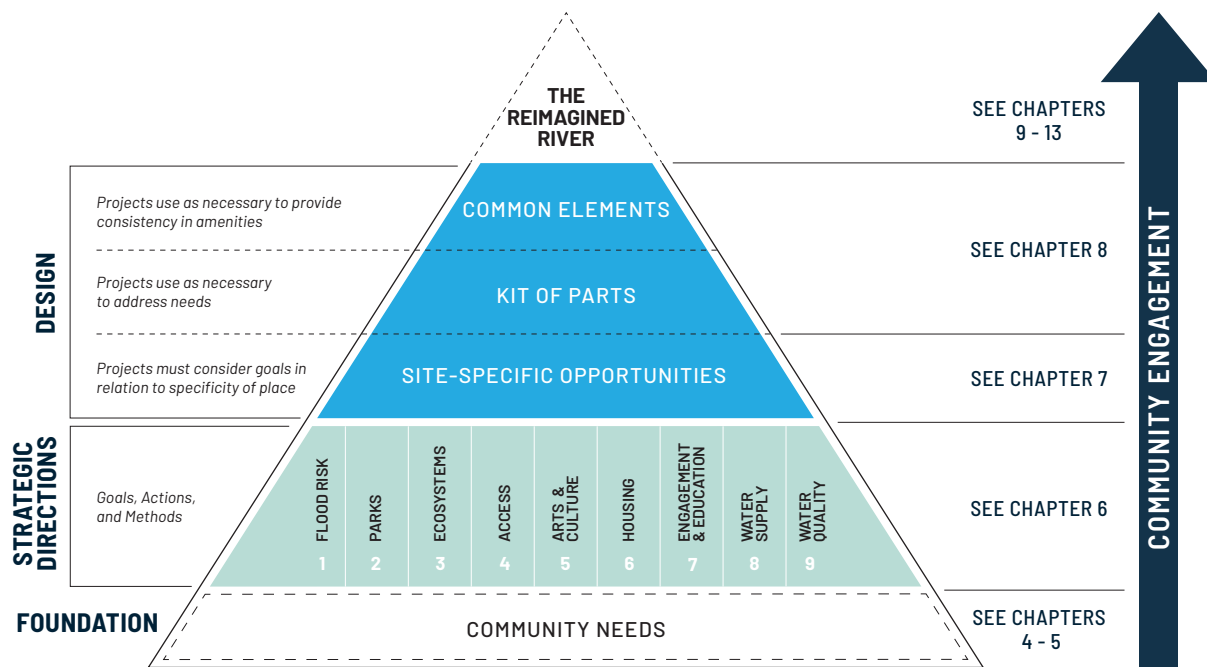 THE
REIMAGINED
RIVER
SEE CHAPTERS
9 - 13
DESIGN
Projects use as necessary to provide
consistency in amenities
COMMON ELEMENTS
SEE CHAPTER 8
Projects use as necessary
to address needs
KIT OF PARTS
Projects must consider goals in
relation to specificity of place
SITE-SPECIFIC OPPORTUNITIES
SEE CHAPTER 7
STRATEGIC
DIRECTIONS
Goals, Actions,
and Methods
FLOOD RISK
1
PARKS
2
ECOSYSTEMS
3
ACCESS
4
ARTS &
CULTURE
5
HOUSING
6
ENGAGEMENT
& EDUCATION
7
WATER
SUPPLY
8
WATER
QUALITY
9
SEE CHAPTER 6
FOUNDATION
COMMUNITY NEEDS
SEE CHAPTERS
4 - 5
COMMUNITY ENGAGEMENT